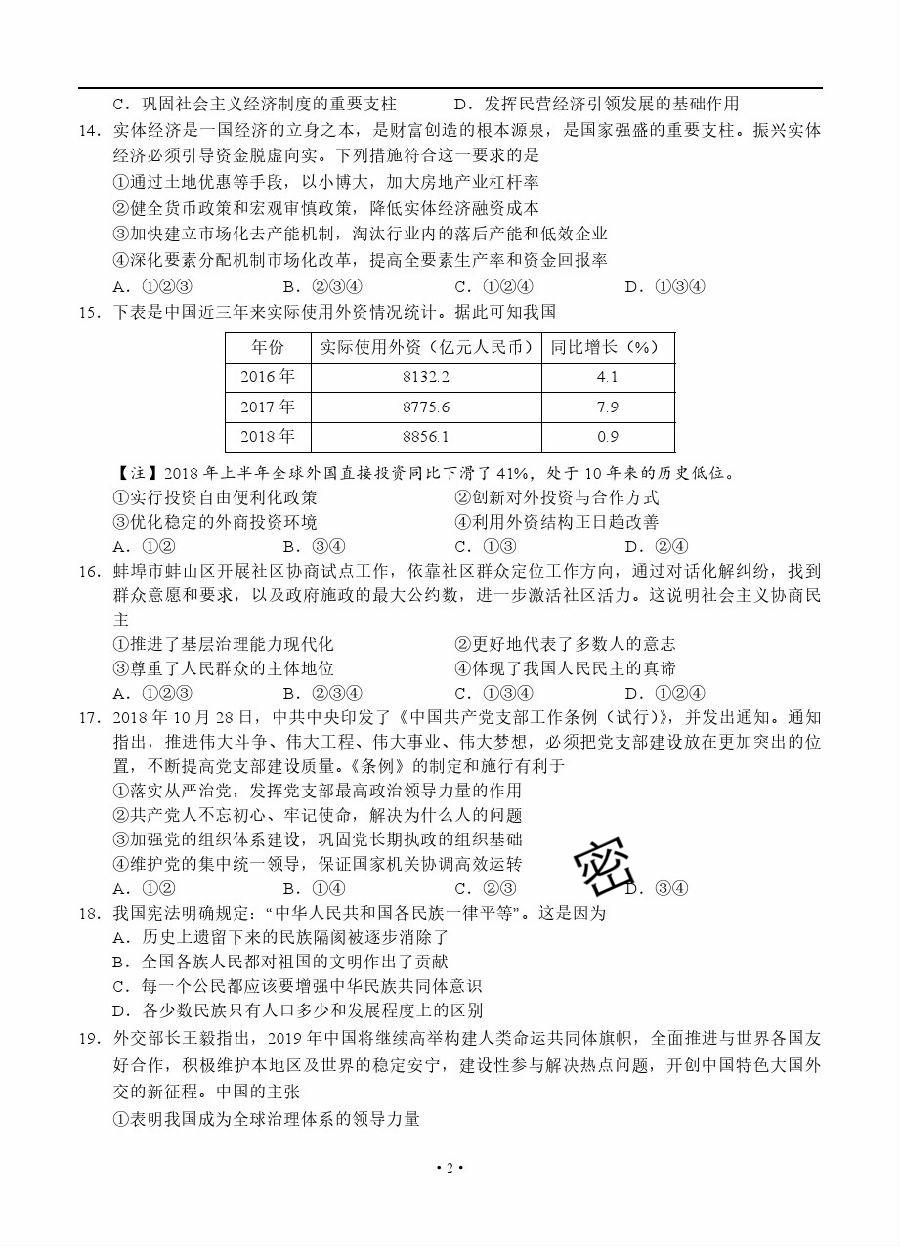 C．巩固社会主义经济制度的重要支柱 D．发挥民营经济引领发展的基础作用
14．实体经济是一国经济的立身之本，是财富创造的根本源泉，是国家强盛的重要支柱。振兴实体
经济必须引导资金脱虚向实。下列措施符合这一要求的是
①通过土地优惠等手段，以小博大，加大房地产业杠杆率
②健全货币政策和宏观审慎政策，降低实体经济融资成本
③加快建立市场化去产能机制，淘汰行业内的落后产能和低效企业
④深化要素分配机制市场化改革，提高全要素生产率和资金回报率
A．①②③ B．②③④ C．①②④ D．①③④
15．下表是中国近三年来实际使用外资情况统计。据此可知我国
年份 实际使用外资（亿元人民币） 同比增长（%）
2016年 8132.2 4.1
2017年 8775.6 7.9
2018年 8856.1 0.9
【注】2018年上半年全球外国直接投资同比下滑了41%，处于10年来的历史低位。
①实行投资自由便利化政策 ②创新对外投资与合作方式
③优化稳定的外商投资环境 ④利用外资结构正日趋改善
A．①② B．③④ C．①③ D．②④
16．蚌埠市蚌山区开展社区协商试点工作，依靠社区群众定位工作方向，通过对话化解纠纷，找到
群众意愿和要求，以及政府施政的最大公约数，进一步激活社区活力。这说明社会主义协商民
主
①推进了基层治理能力现代化 ②更好地代表了多数人的意志
③尊重了人民群众的主体地位 ④体现了我国人民民主的真谛
A．①②③ B．②③④ C．①③④ D．①②④
17．2018年10月28日，中共中央印发了《中国共产党支部工作条例（试行）》，并发出通知。通知
指出，推进伟大斗争、伟大工程、伟大事业、伟大梦想，必须把党支部建设放在更加突出的位
置，不断提高党支部建设质量。《条例》的制定和施行有利于
①落实从严治党，发挥党支部最高政治领导力量的作用
②共产党人不忘初心、牢记使命，解决为什么人的问题
③加强党的组织体系建设，巩固党长期执政的组织基础
④维护党的集中统一领导，保证国家机关协调高效运转
A．①② B．①④ C．②③ D．③④
密
18．我国宪法明确规定：“中华人民共和国各民族一律平等”。这是因为
A．历史上遗留下来的民族隔阂被逐步消除了
B．全国各族人民都对祖国的文明作出了贡献
C．每一个公民都应该要增强中华民族共同体意识
D．各少数民族只有人口多少和发展程度上的区别
19．外交部长王毅指出，2019年中国将继续高举构建人类命运共同体旗帜，全面推进与世界各国友
好合作，积极维护本地区及世界的稳定安宁，建设性参与解决热点问题，开创中国特色大国外
交的新征程。中国的主张
①表明我国成为全球治理体系的领导力量
·2·